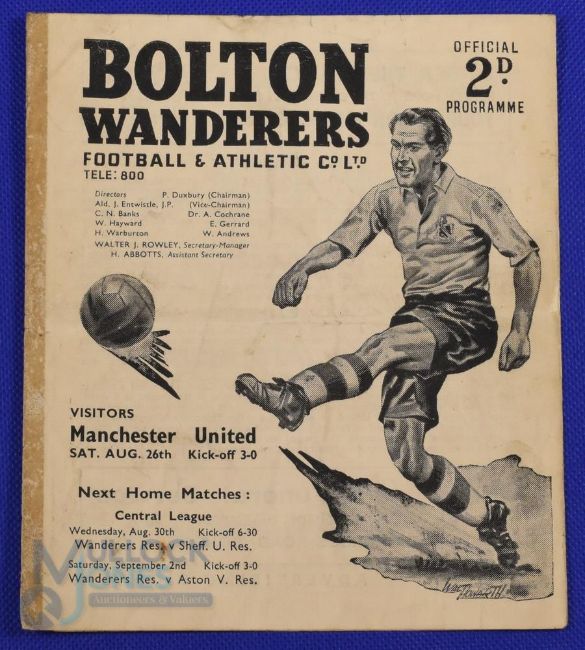 BOLTON
WANDERERS
FOOTBALL & ATHLETIC Cº. LTD
TELE: 800
OFFICIAL
2D.
PROGRAMME
Directors P. Duxbury (Chairman)
Ald. J. Entwistle, J.P. (Vice-Chairman)
C. N. Banks Dr. A. Cochrane
W. Hayward E. Gerrard
H. Warburton W. Andrews
WALTER J. ROWLEY, Secretary-Manager
H. ABBOTTS, Assistant Secretary
VISITORS
Manchester United
SAT. AUG. 26th Kick-off 3-0
Next Home Matches :
Central League
Wednesday, Aug. 30th Kick-off 6-30
Wanderers Res. v Sheff. U. Res.
Saturday, September 2nd Kick-off 3-0
Wanderers Res. v Aston V. Res.
Auctioneers & Valuers